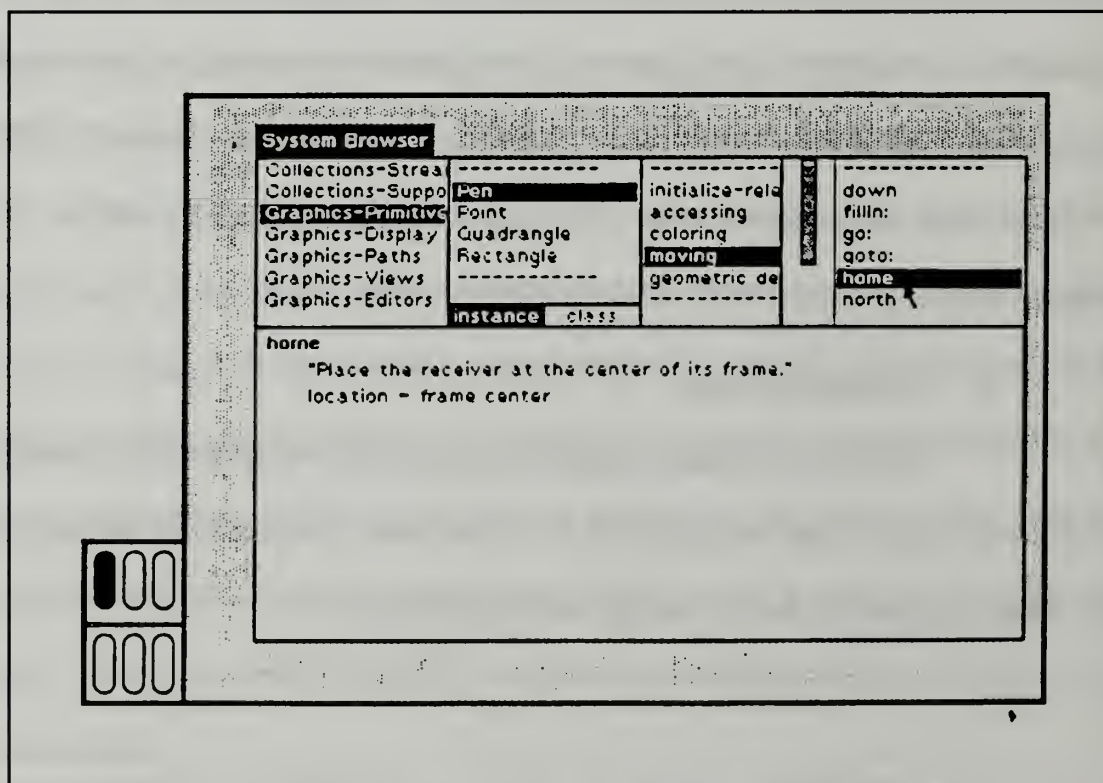 System Browser
Collections-Strea
Collections-Suppo
Graphics-Primitive
Graphics-Display
Graphics-Paths
Graphics-Views
Graphics-Editors
------------
Pen
Point
Quadrangle
Rectangle
------------
instance class
------------
initialize-rele
accessing
coloring
moving
geometric de
------------
------------
down
fillIn:
go:
goto:
home
north
home
"Place the receiver at the center of its frame."
location - frame center